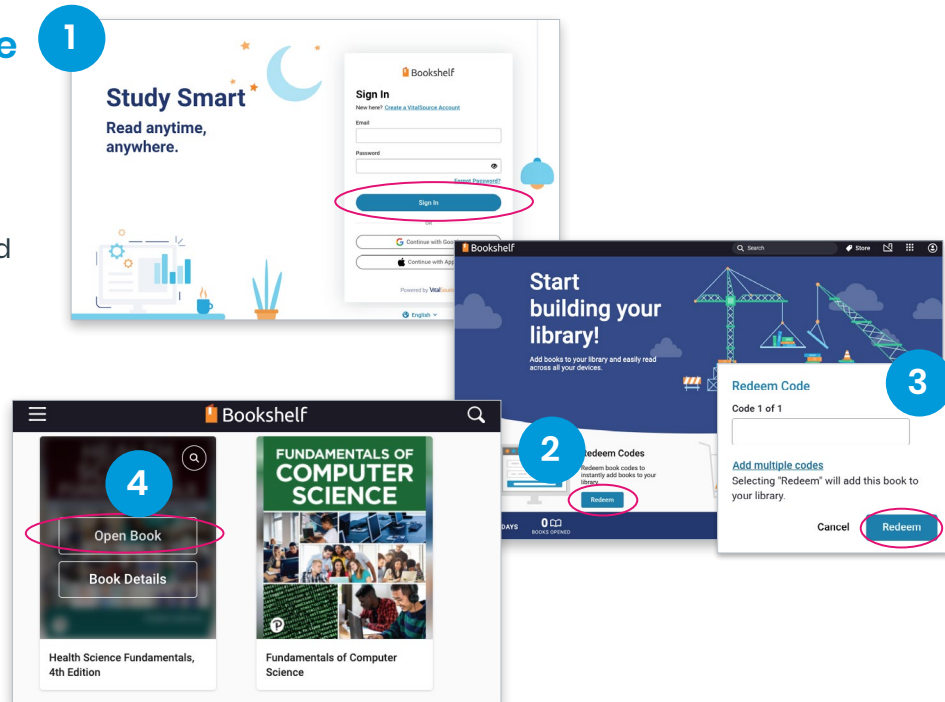 e
1
Study Smart
Read anytime,
anywhere.
Bookshelf
Sign In
New here? Create a VitalSource Account
Email
Password
Forgot Password?
Sign In
OR
Continue with
Continue with
Powered by
English
d
Bookshelf
Search
Store
Start
building your
library!
Add books to your library and easily read
across all your devices.
2
Redeem Codes
Redeem book codes to
instantly add books to your
library.
Redeem
DAYS
0
BOOKS OPENED
3
Redeem Code
Code 1 of 1
Add multiple codes
Selecting "Redeem" will add this book to
your library.
Cancel
Redeem
Bookshelf
4
Open Book
Book Details
Health Science Fundamentals,
4th Edition
FUNDAMENTALS OF
COMPUTER
SCIENCE
P
Fundamentals of Computer
Science